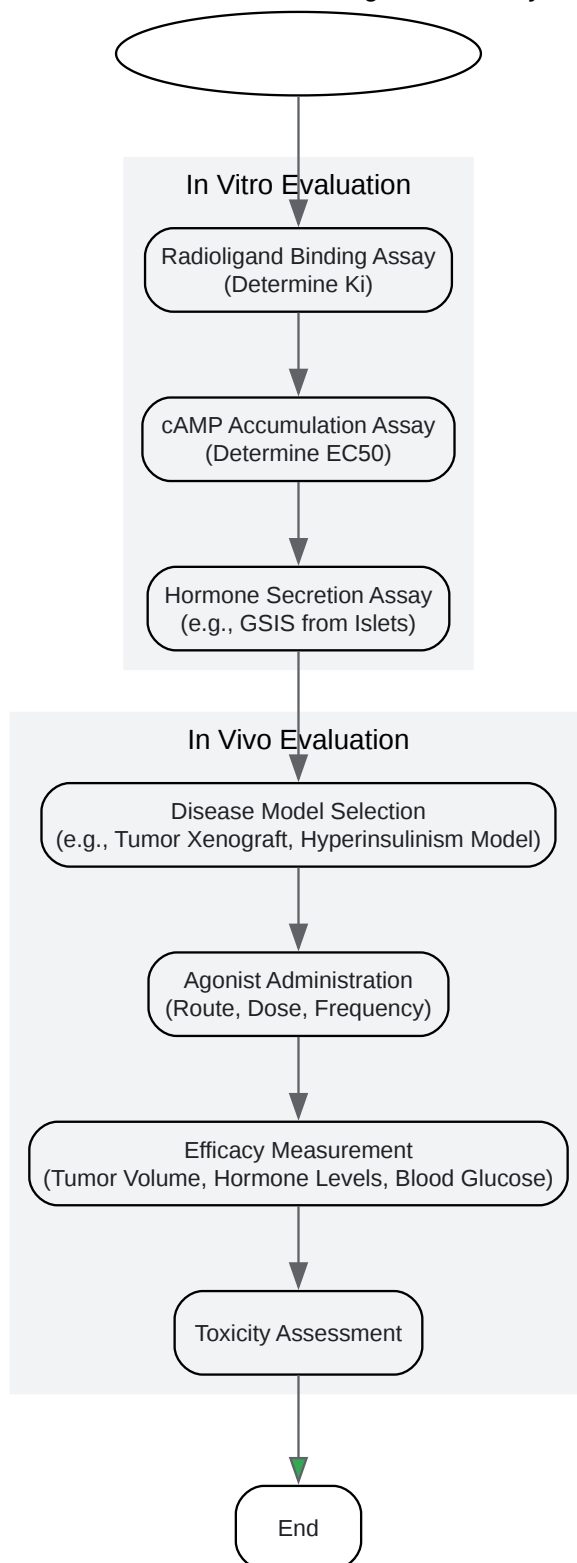 In Vitro Evaluation
Radioligand Binding Assay
(Determine Ki)
cAMP Accumulation Assay
(Determine EC50)
Hormone Secretion Assay
(e.g., GSIS from Islets)
In Vivo Evaluation
Disease Model Selection
(e.g., Tumor Xenograft, Hyperinsulinism Model)
Agonist Administration
(Route, Dose, Frequency)
Efficacy Measurement
(Tumor Volume, Hormone Levels, Blood Glucose)
Toxicity Assessment
End